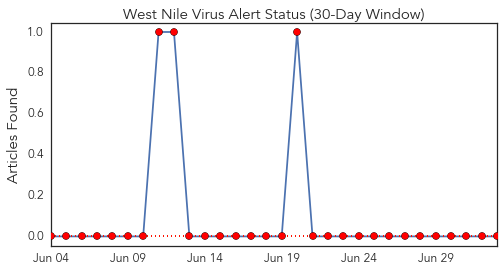 West Nile Virus Alert Status (30-Day Window)
Articles Found
1.0
0.8
0.6
0.4
0.2
0.0
Jun 04 Jun 09 Jun 14 Jun 19 Jun 24 Jun 29